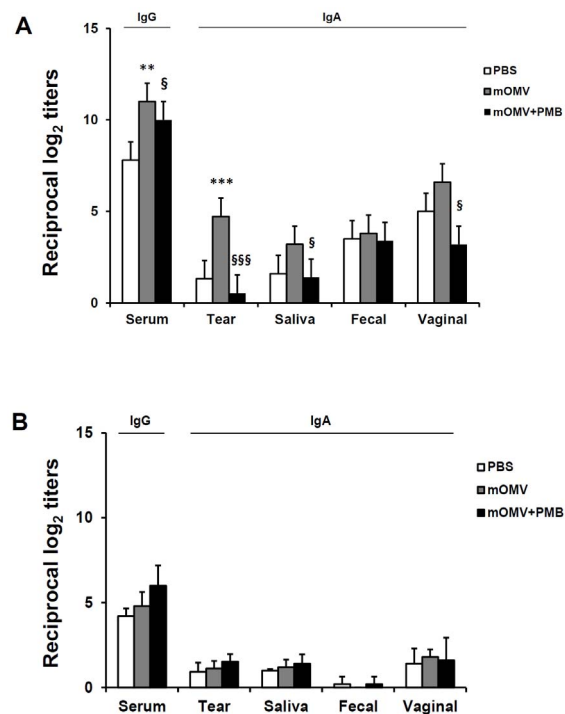 A
IgG IgA
Reciprocal log2 titers
15
10
5
0
** §
***
§§§
§
§
PBS
mOMV
mOMV+PMB
Serum Tear Saliva Fecal Vaginal
B
IgG IgA
Reciprocal log2 titers
15
10
5
0
PBS
mOMV
mOMV+PMB
Serum Tear Saliva Fecal Vaginal